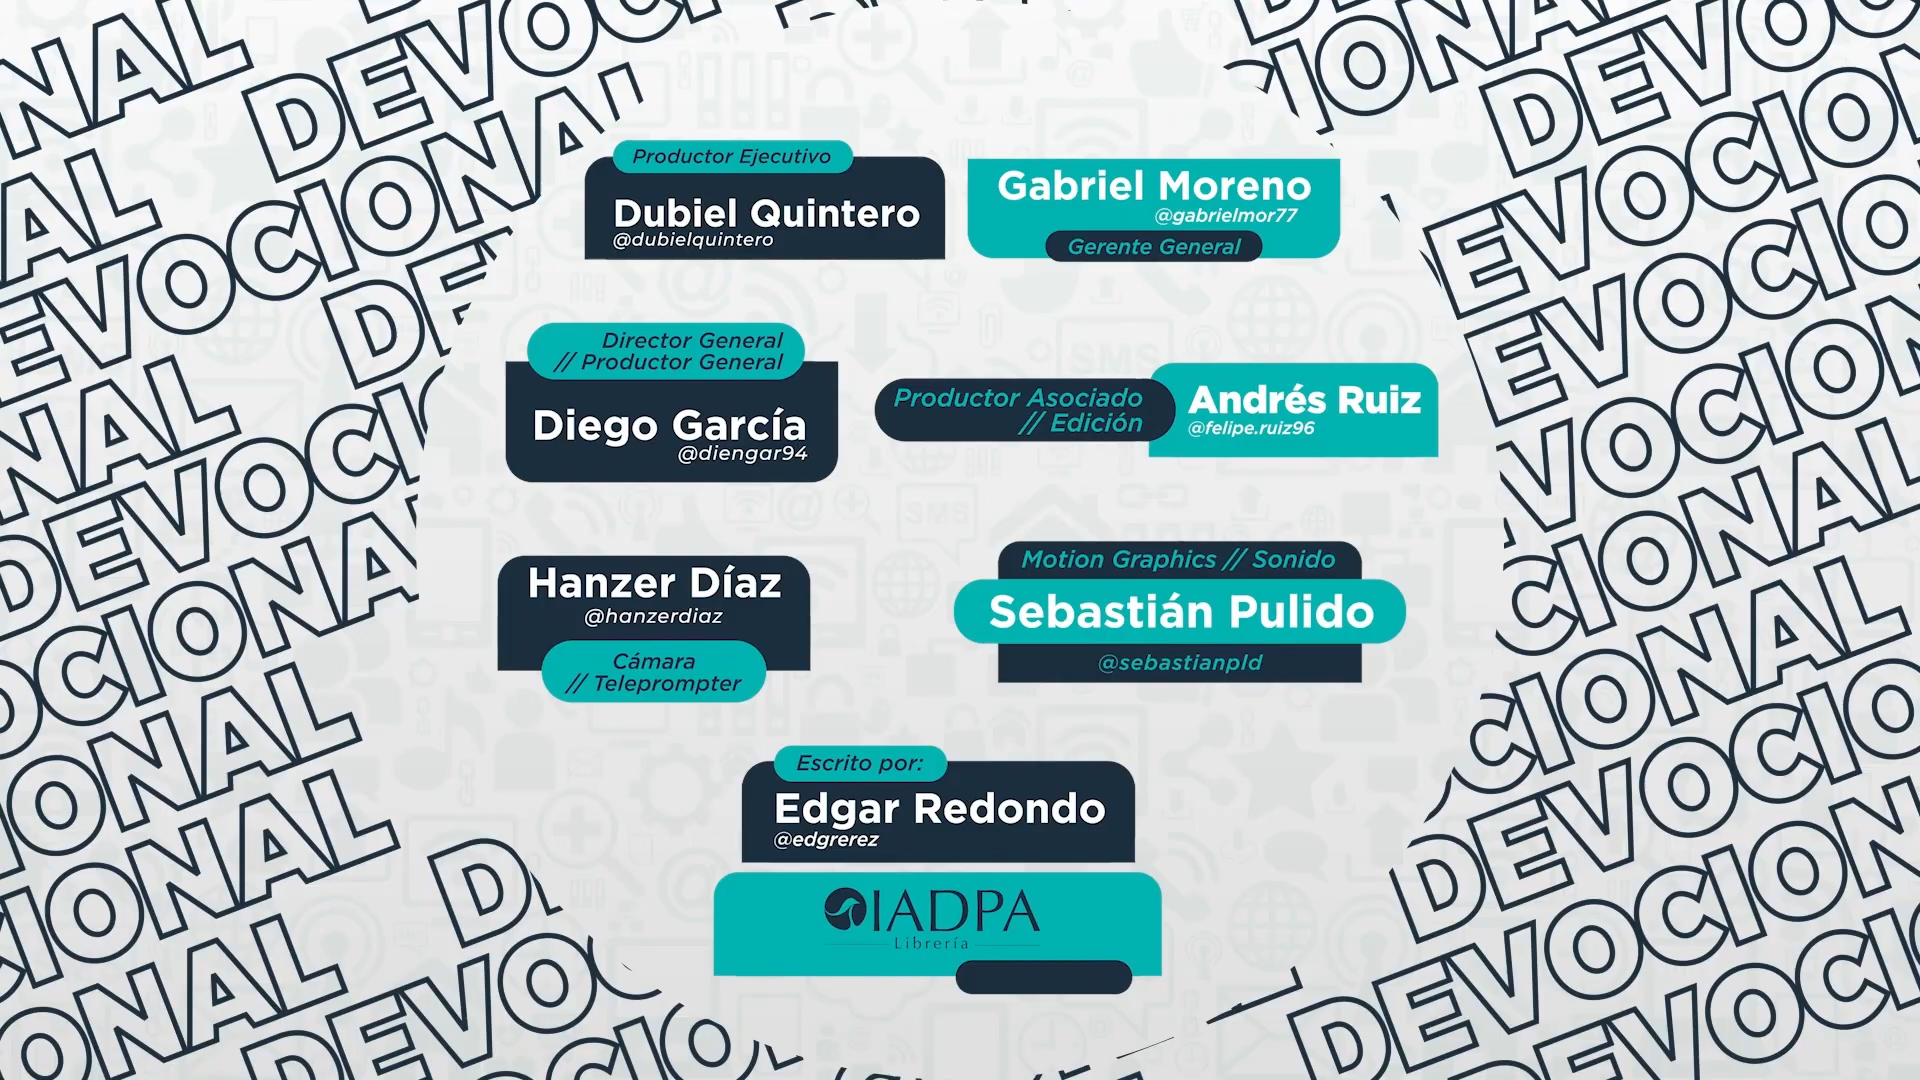 Productor Ejecutivo
Dubiel Quintero
@dubielquintero
Gabriel Moreno
@gabrielmor77
Gerente General
Director General
// Productor General
Diego García
@diengar94
Productor Asociado
// Edición
Andrés Ruiz
@felipe.ruiz96
Hanzer Díaz
@hanzerdiaz
Cámara
// Teleprompter
Motion Graphics // Sonido
Sebastián Pulido
@sebastianpld
Escrito por:
Edgar Redondo
@edgrerez
IADPA
Librería
DEVOCIONAL
SMS
SMS